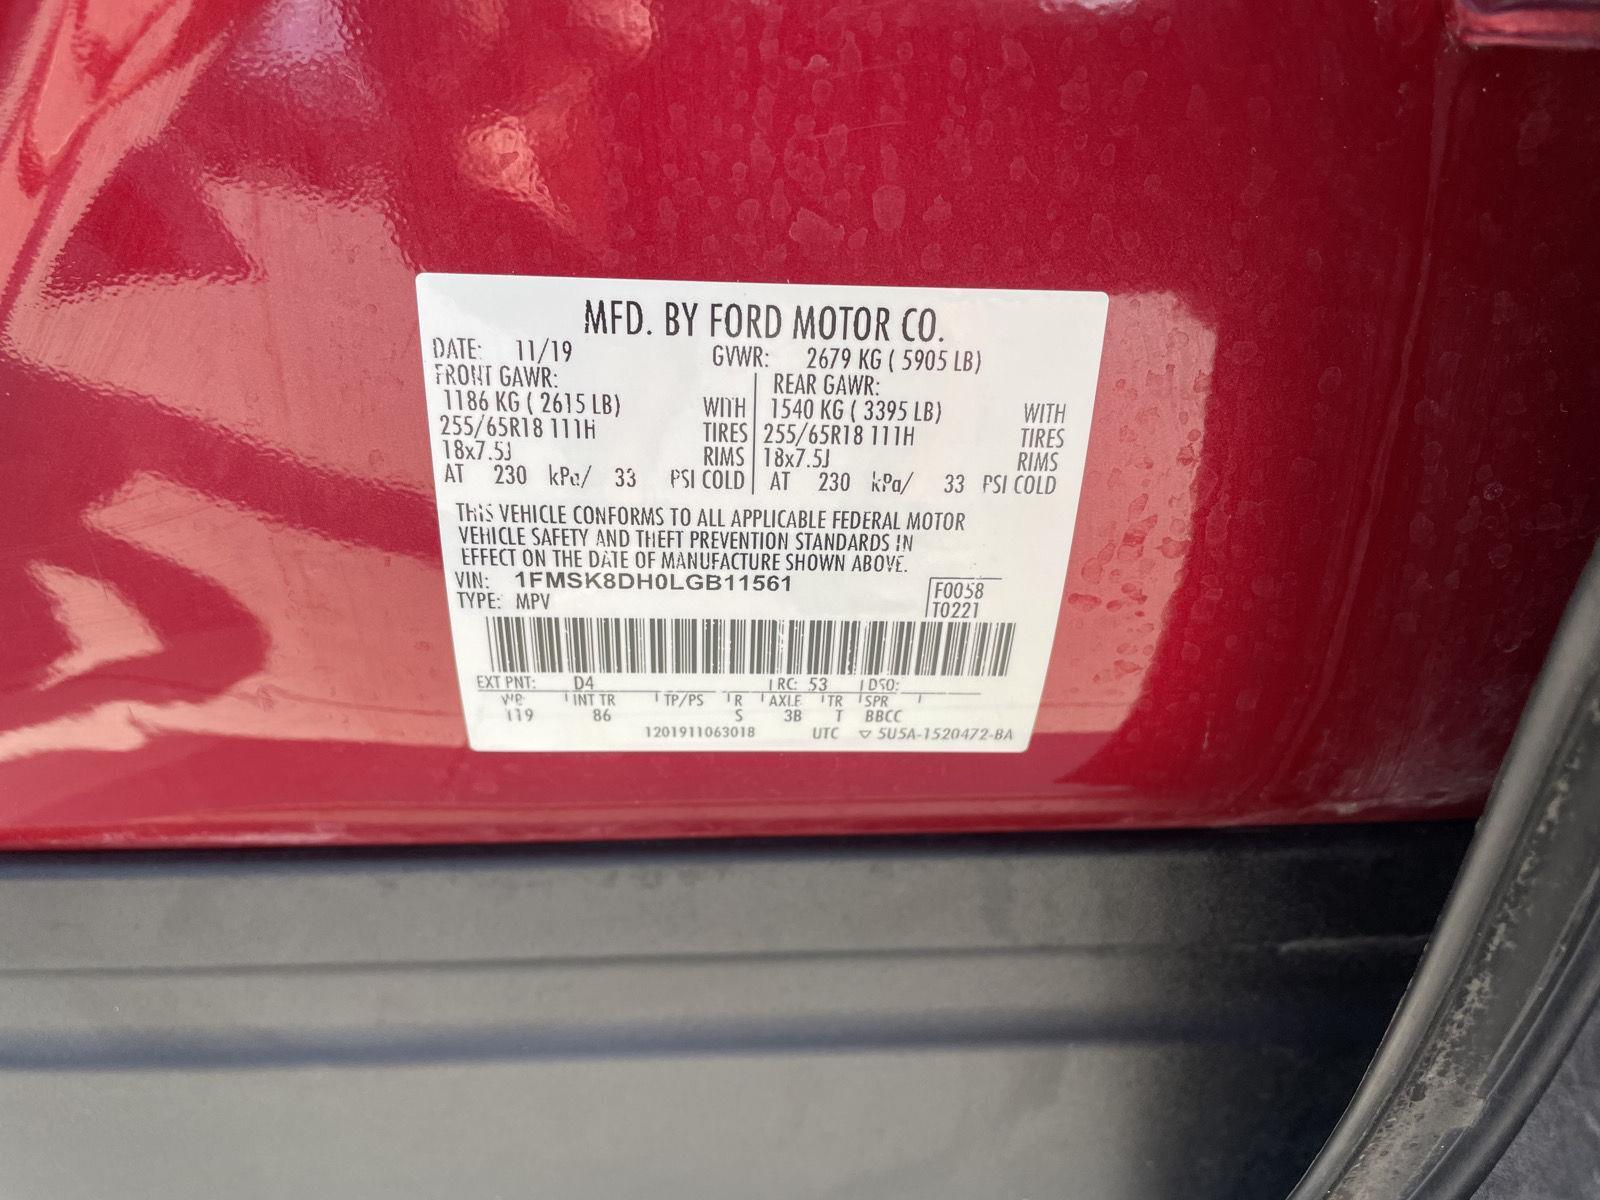 MFD. BY FORD MOTOR CO.
DATE: 11/19 GVWR: 2679 KG ( 5905 LB)
FRONT GAWR: REAR GAWR:
1186 KG ( 2615 LB) WITH 1540 KG ( 3395 LB) WITH
255/65R18 111H TIRES 255/65R18 111H TIRES
18x7.5J RIMS 18x7.5J RIMS
AT 230 kPa/ 33 PSI COLD AT 230 kPa/ 33 PSI COLD
THIS VEHICLE CONFORMS TO ALL APPLICABLE FEDERAL MOTOR
VEHICLE SAFETY AND THEFT PREVENTION STANDARDS IN
EFFECT ON THE DATE OF MANUFACTURE SHOWN ABOVE.
VIN: 1FMSK8DH0LGB11561 F0058
TYPE: MPV T0221
EXT PNT: D4 RC: 53 DSO:
WB INT TR TP/PS R AXLE TR SPR
119 86 S 3B T BBCC
1201911063018 UTC ▽ 5U5A-1520472-BA